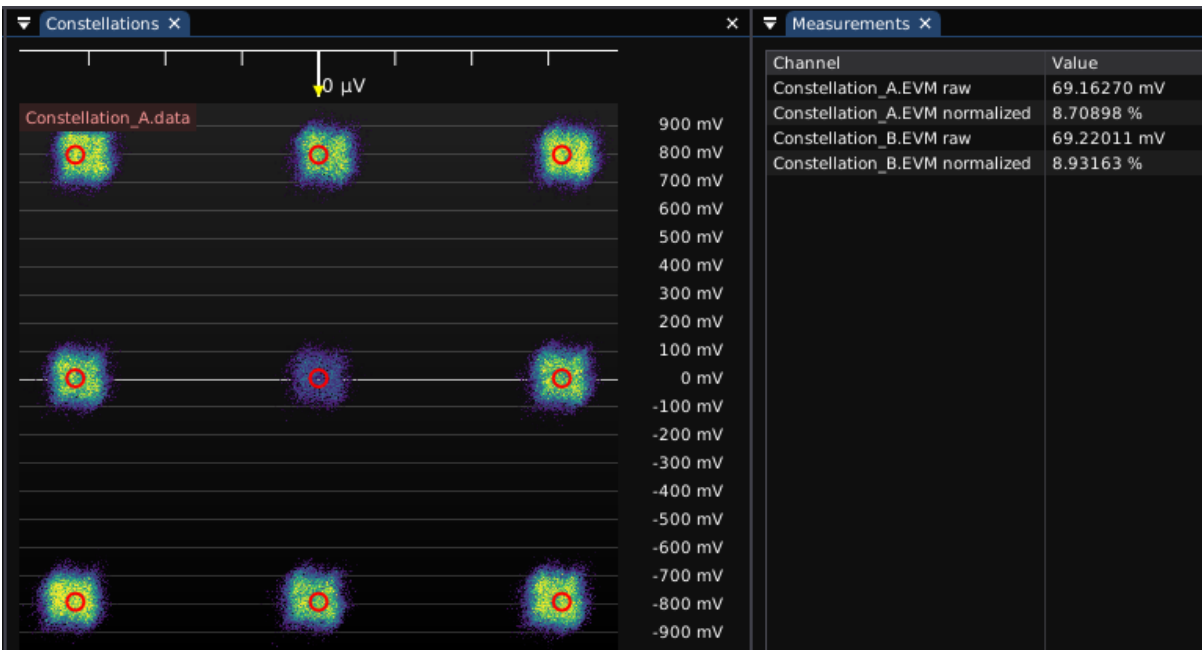 Constellations ×
×
0 µV
Constellation_A.data
900 mV
800 mV
700 mV
600 mV
500 mV
400 mV
300 mV
200 mV
100 mV
0 mV
-100 mV
-200 mV
-300 mV
-400 mV
-500 mV
-600 mV
-700 mV
-800 mV
-900 mV
Measurements ×
Channel Value
Constellation_A.EVM raw 69.16270 mV
Constellation_A.EVM normalized 8.70898 %
Constellation_B.EVM raw 69.22011 mV
Constellation_B.EVM normalized 8.93163 %